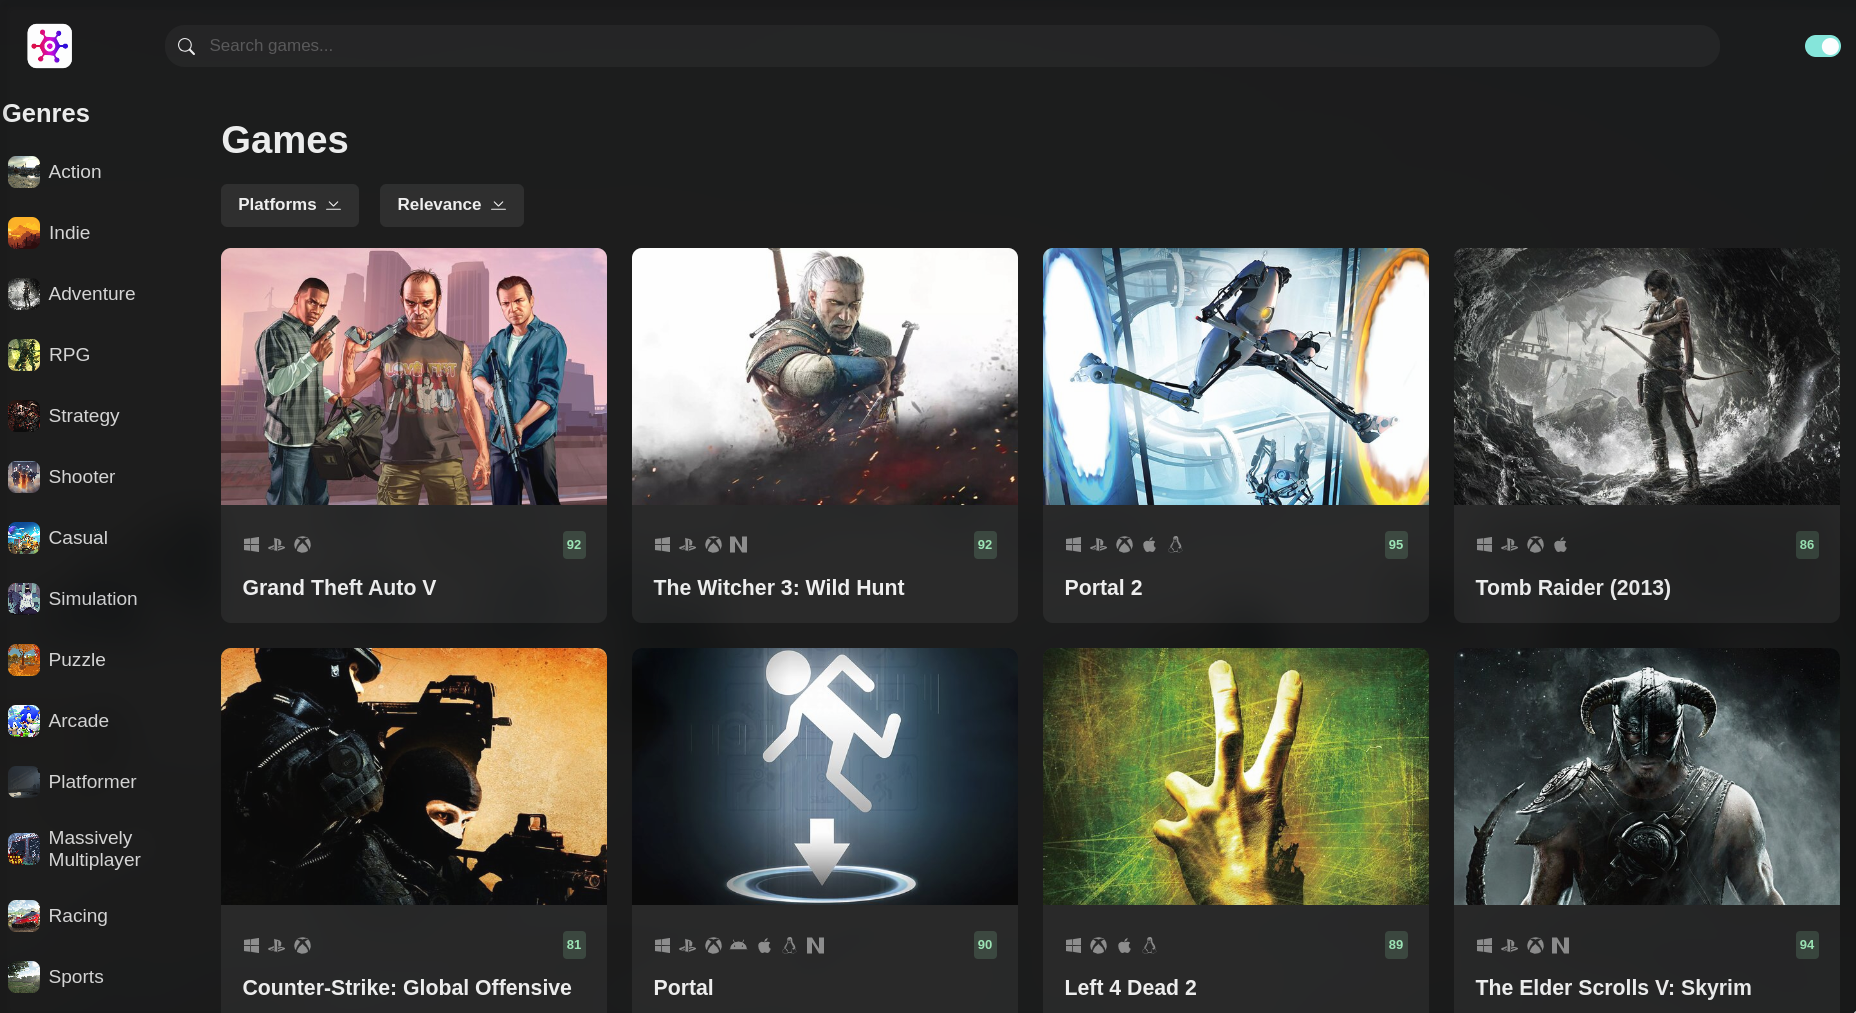 Search games...
Genres
Action
Indie
Adventure
RPG
Strategy
Shooter
Casual
Simulation
Puzzle
Arcade
Platformer
Massively
Multiplayer
Racing
Sports
Games
Platforms
Relevance
92
Grand Theft Auto V
92
The Witcher 3: Wild Hunt
95
Portal 2
86
Tomb Raider (2013)
81
Counter-Strike: Global Offensive
90
Portal
89
Left 4 Dead 2
94
The Elder Scrolls V: Skyrim